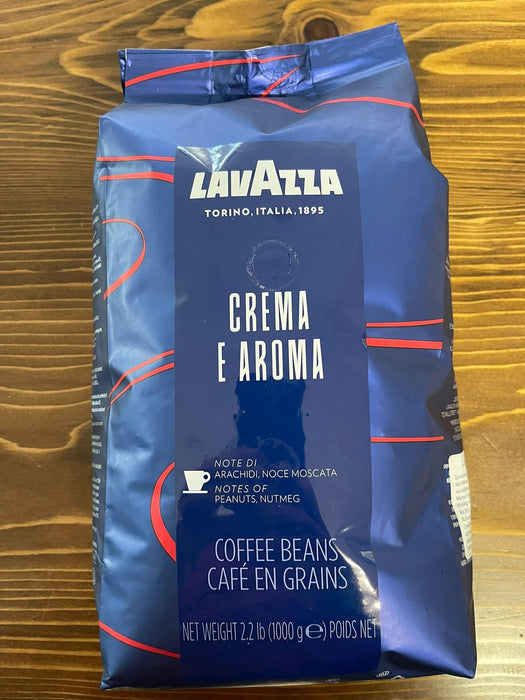 LAVAZZA
TORINO, ITALIA, 1895
CREMA
E AROMA
NOTE DI
ARACHIDI, NOCE MOSCATA
NOTES OF
PEANUTS, NUTMEG
COFFEE BEANS
CAFÉ EN GRAINS
NET WEIGHT 2,2 lb (1000 g ℮) POIDS NET